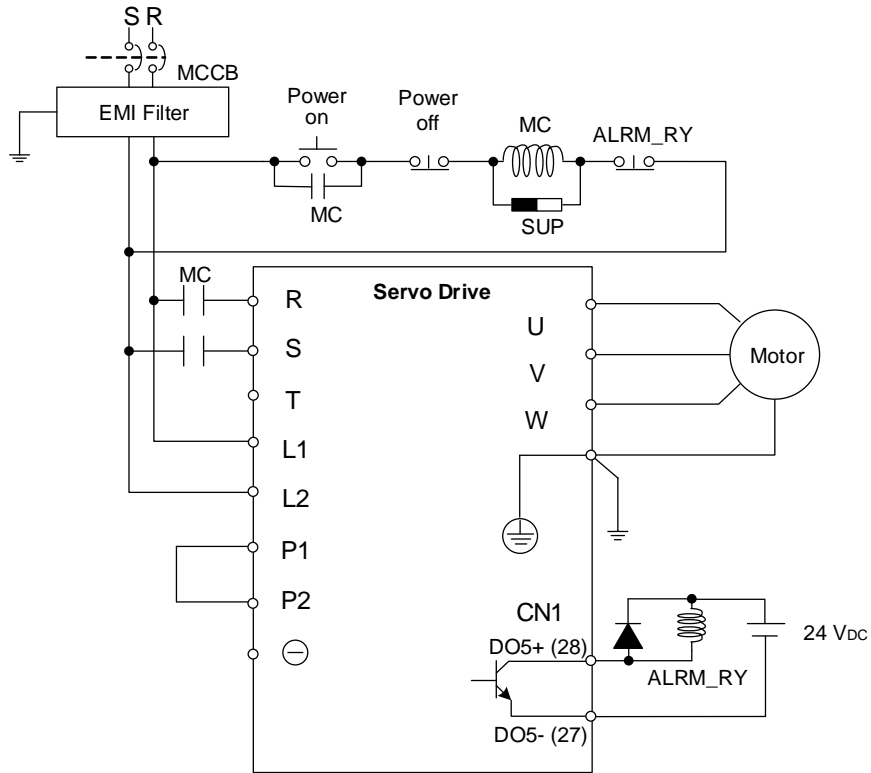 S R
MCCB
EMI Filter
Power on
Power off
MC
ALRM_RY
MC
SUP
MC
Servo Drive
R
S
T
L1
L2
P1
P2
U
V
W
Motor
CN1
DO5+ (28)
DO5- (27)
ALRM_RY
24 VDC